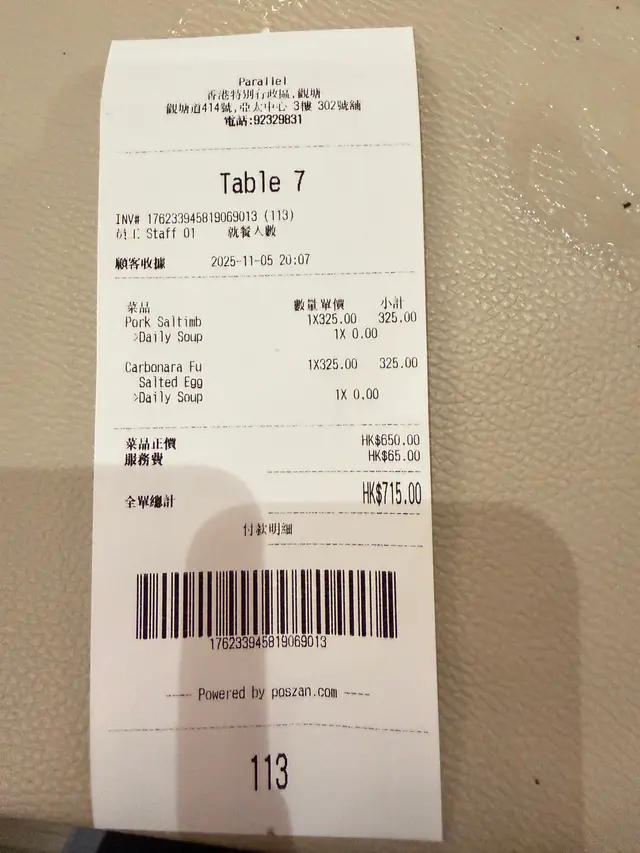 Parallel
香港特別行政區,觀塘
觀塘道414號,亞太中心 3樓 302號舖
電話:92329831
Table 7
INV# 176233945819069013 (113)
員工 Staff 01 就餐人數
顧客收據 2025-11-05 20:07
菜品 數量單價 小計
Pork Saltimb 1X325.00 325.00
>Daily Soup 1X 0.00
Carbonara Fu 1X325.00 325.00
Salted Egg
>Daily Soup 1X 0.00
菜品正價 HK$650.00
服務費 HK$65.00
全單總計 HK$715.00
付款明細
176233945819069013
---- Powered by poszan.com ----
113